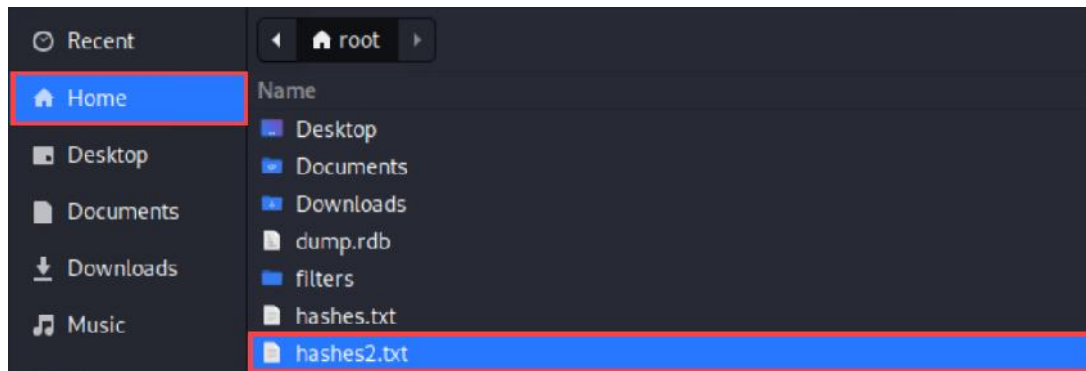 Recent
Home
Desktop
Documents
Downloads
Music
root
Name
Desktop
Documents
Downloads
dump.rdb
filters
hashes.txt
hashes2.txt